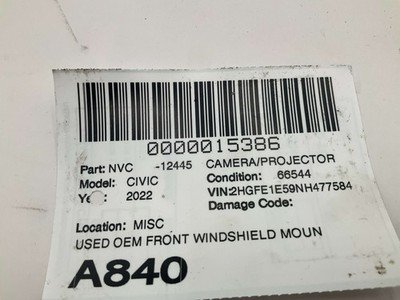 0000015386
Part: NVC -12445 CAMERA/PROJECTOR
Model: CIVIC Condition: 66544
2022 VIN:2HGFE1E59NH477584
Damage Code:
Location: MISC
USED OEM FRONT WINDSHIELD MOUN
A840